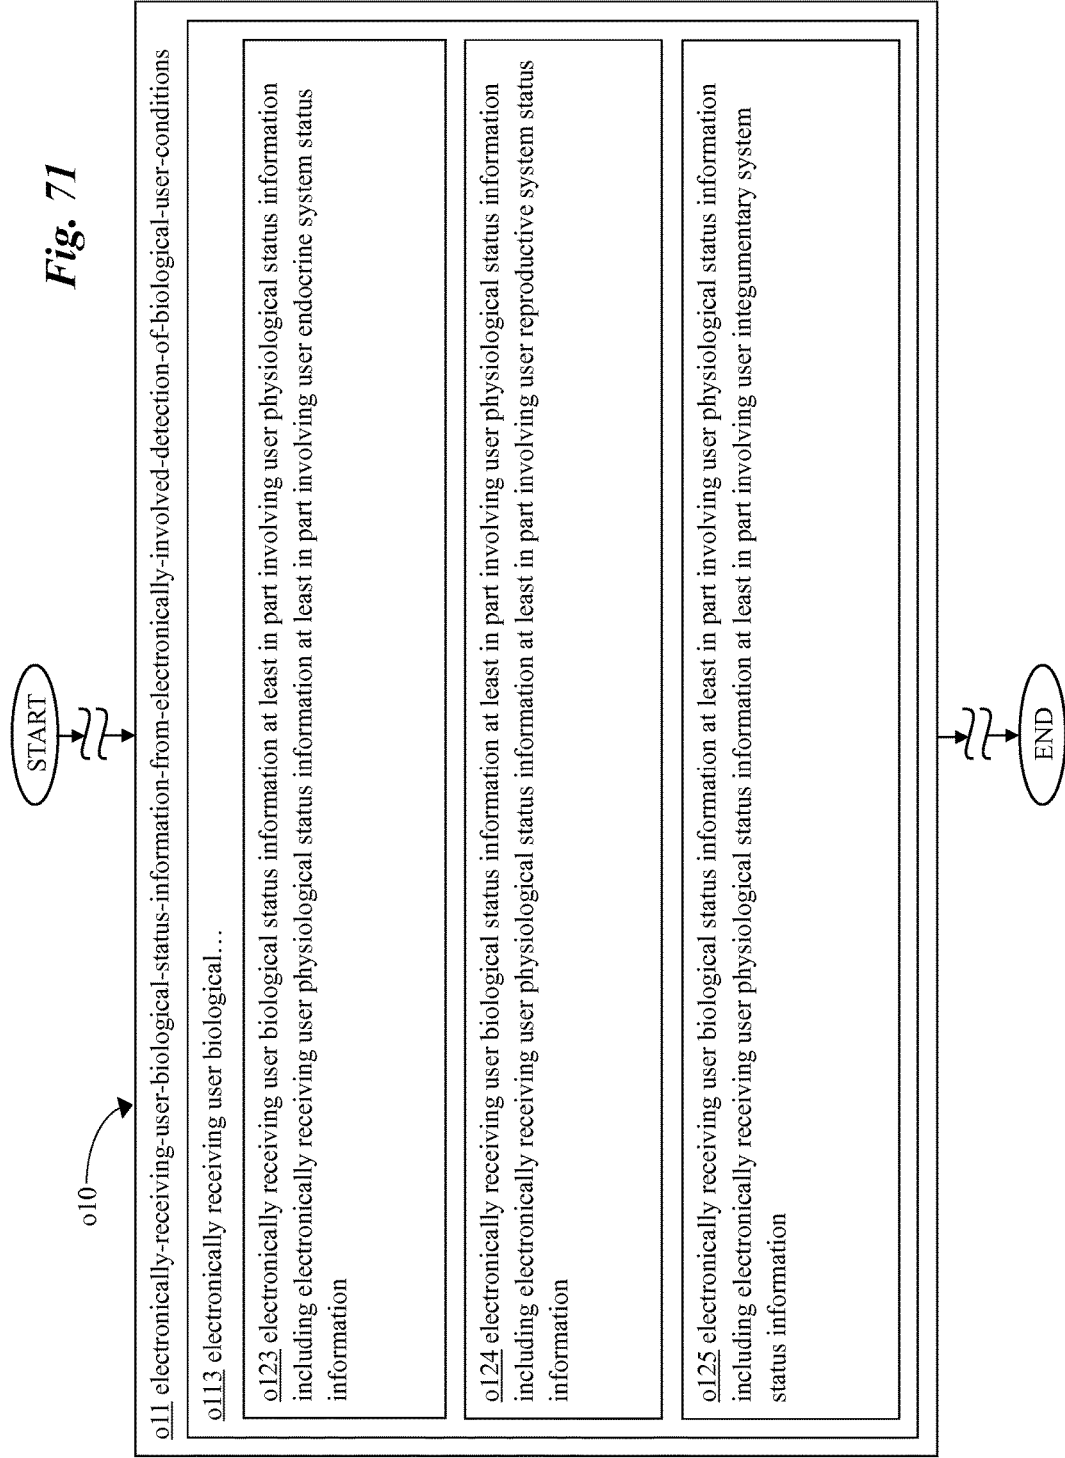 Fig. 71
START
o10
o11 electronically-receiving-user-biological-status-information-from-electronically-involved-detection-of-biological-user-conditions
o113 electronically receiving user biological…
o123 electronically receiving user biological status information at least in part involving user physiological status information
including electronically receiving user physiological status information at least in part involving user endocrine system status
information
o124 electronically receiving user biological status information at least in part involving user physiological status information
including electronically receiving user physiological status information at least in part involving user reproductive system status
information
o125 electronically receiving user biological status information at least in part involving user physiological status information
including electronically receiving user physiological status information at least in part involving user integumentary system
status information
END